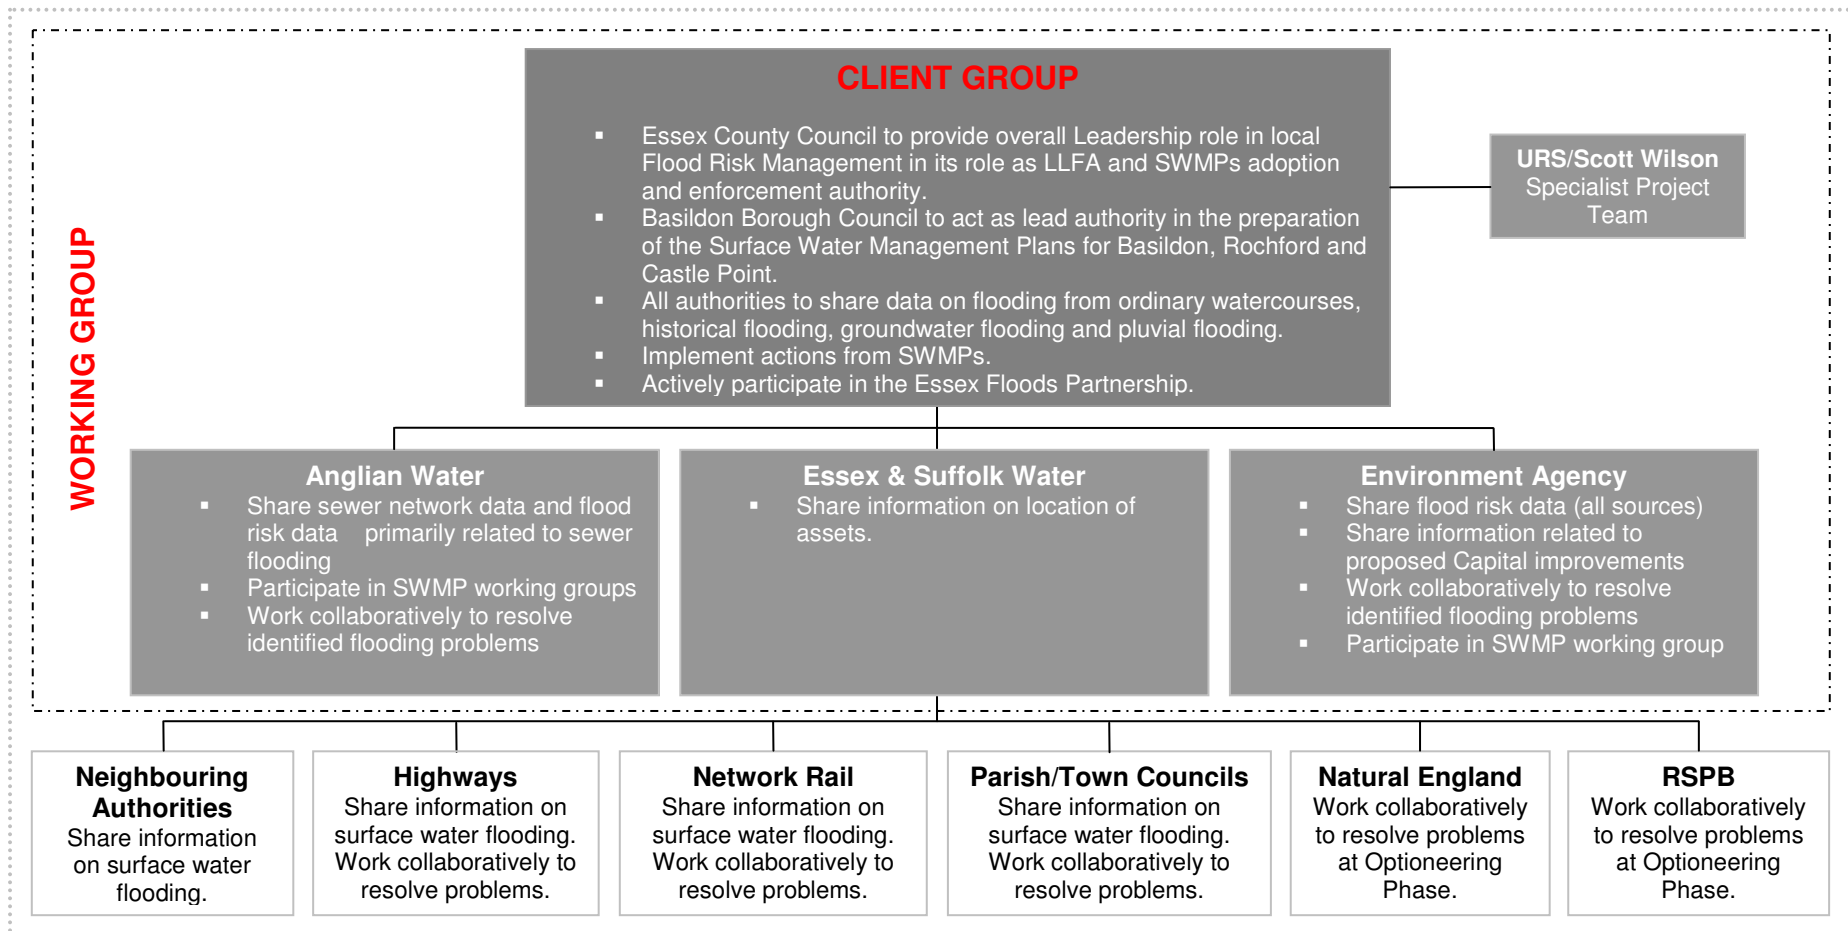 CLIENT GROUP
▪ Essex County Council to provide overall Leadership role in local
Flood Risk Management in its role as LLFA and SWMPs adoption
and enforcement authority.
▪ Basildon Borough Council to act as lead authority in the preparation
of the Surface Water Management Plans for Basildon, Rochford and
Castle Point.
▪ All authorities to share data on flooding from ordinary watercourses,
historical flooding, groundwater flooding and pluvial flooding.
▪ Implement actions from SWMPs.
▪ Actively participate in the Essex Floods Partnership.
URS/Scott Wilson
Specialist Project
Team
WORKING GROUP
Anglian Water
▪ Share sewer network data and flood
risk data primarily related to sewer
flooding
▪ Participate in SWMP working groups
▪ Work collaboratively to resolve
identified flooding problems
Essex & Suffolk Water
▪ Share information on location of
assets.
Environment Agency
▪ Share flood risk data (all sources)
▪ Share information related to
proposed Capital improvements
▪ Work collaboratively to resolve
identified flooding problems
▪ Participate in SWMP working group
Neighbouring
Authorities
Share information
on surface water
flooding.
Highways
Share information on
surface water flooding.
Work collaboratively to
resolve problems.
Network Rail
Share information on
surface water flooding.
Work collaboratively to
resolve problems.
Parish/Town Councils
Share information on
surface water flooding.
Work collaboratively to
resolve problems.
Natural England
Work collaboratively
to resolve problems
at Optioneering
Phase.
RSPB
Work collaboratively
to resolve problems
at Optioneering
Phase.